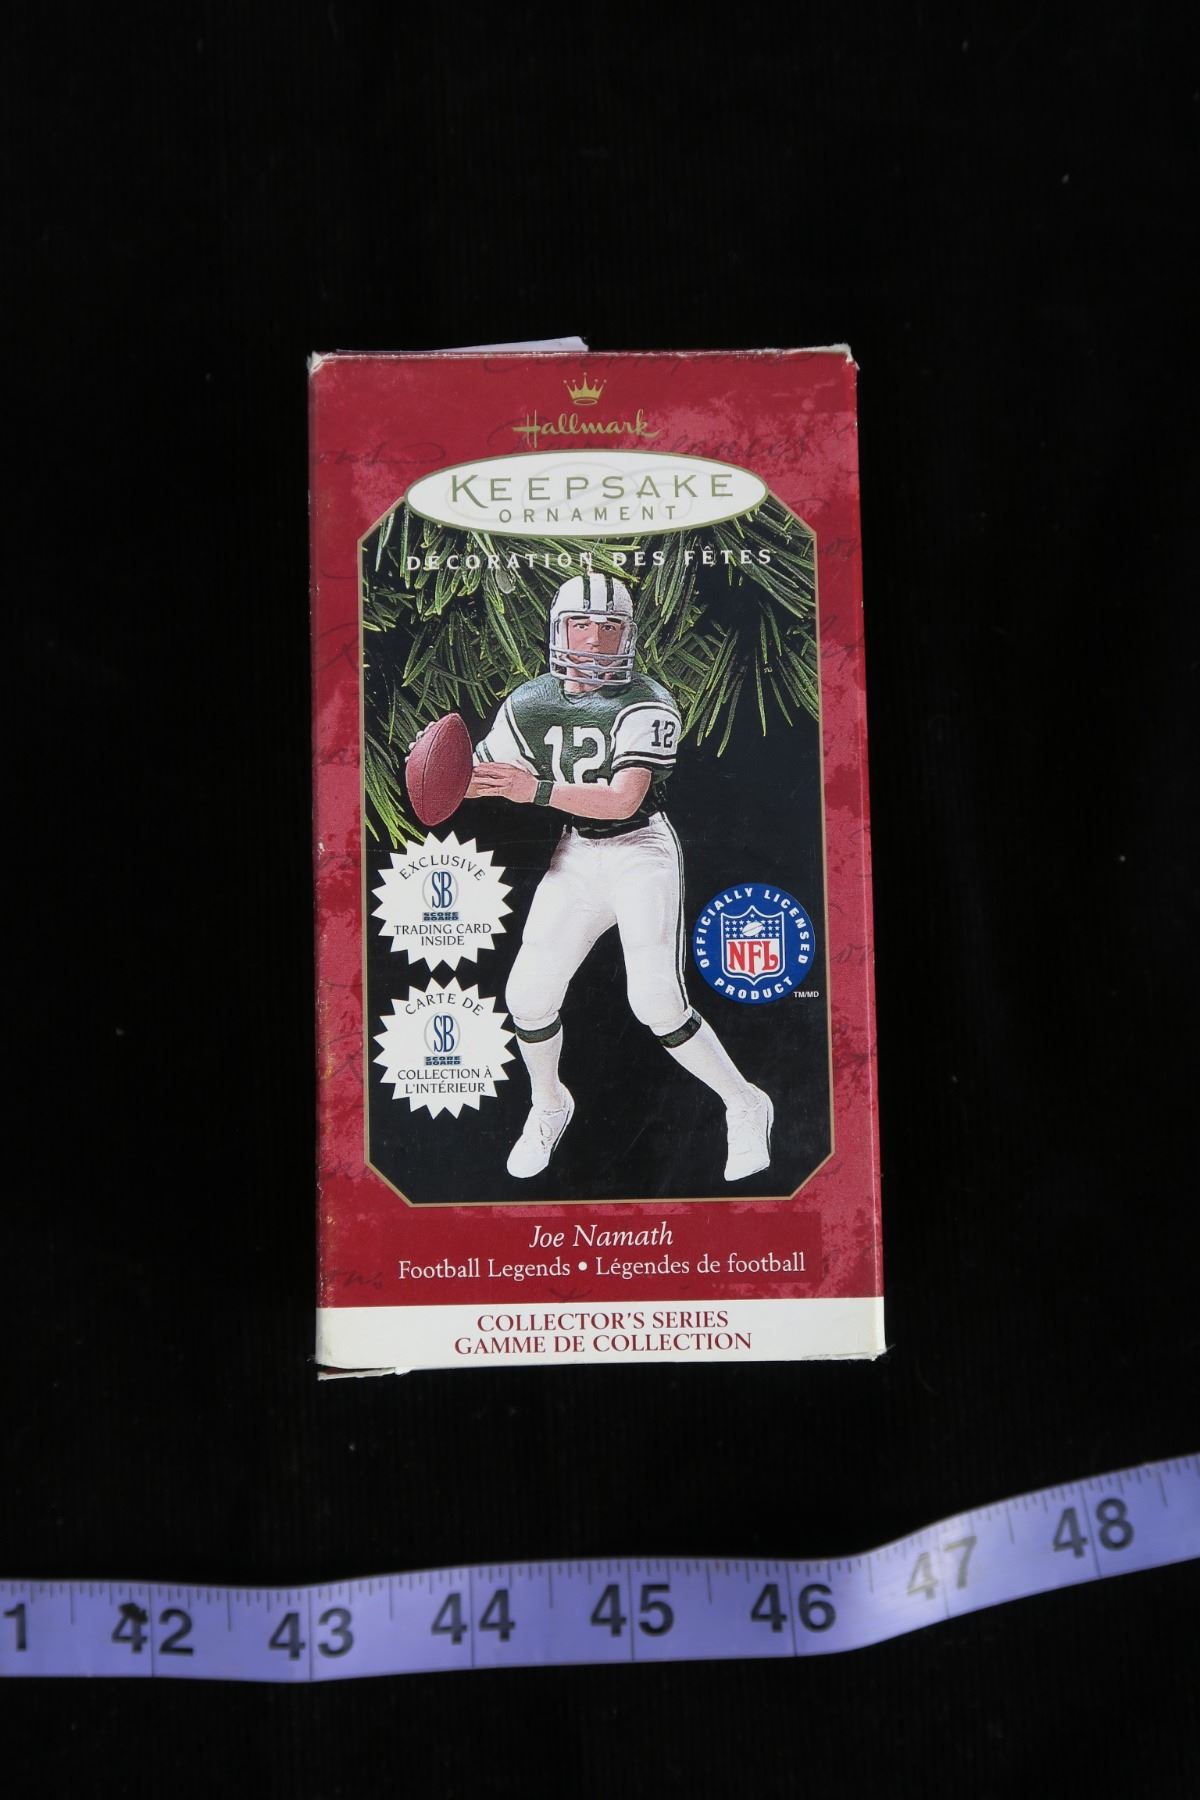 Hallmark
KEEPSAKE
ORNAMENT
DÉCORATION DES FÊTES
12
12
EXCLUSIVE
SB
SCORE
BOARD
TRADING CARD
INSIDE
OFFICIALLY LICENSED
NFL
PRODUCT
TM/MD
CARTE DE
SB
SCORE
BOARD
COLLECTION À
L'INTÉRIEUR
Joe Namath
Football Legends • Légendes de football
COLLECTOR'S SERIES
GAMME DE COLLECTION
1 42 43 44 45 46 47 48